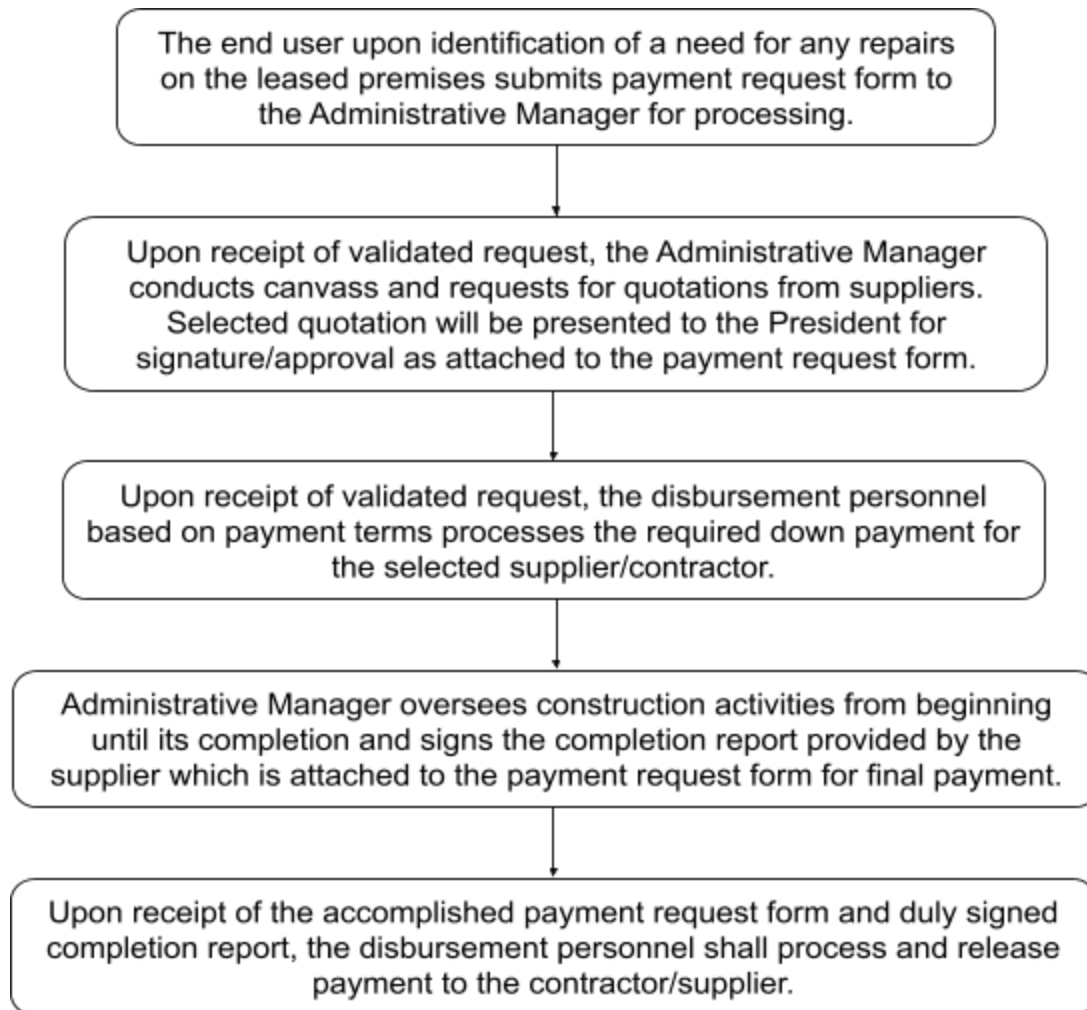 The end user upon identification of a need for any repairs
on the leased premises submits payment request form to
the Administrative Manager for processing.
Upon receipt of validated request, the Administrative Manager
conducts canvass and requests for quotations from suppliers.
Selected quotation will be presented to the President for
signature/approval as attached to the payment request form.
Upon receipt of validated request, the disbursement personnel
based on payment terms processes the required down payment for
the selected supplier/contractor.
Administrative Manager oversees construction activities from beginning
until its completion and signs the completion report provided by the
supplier which is attached to the payment request form for final payment.
Upon receipt of the accomplished payment request form and duly signed
completion report, the disbursement personnel shall process and release
payment to the contractor/supplier.